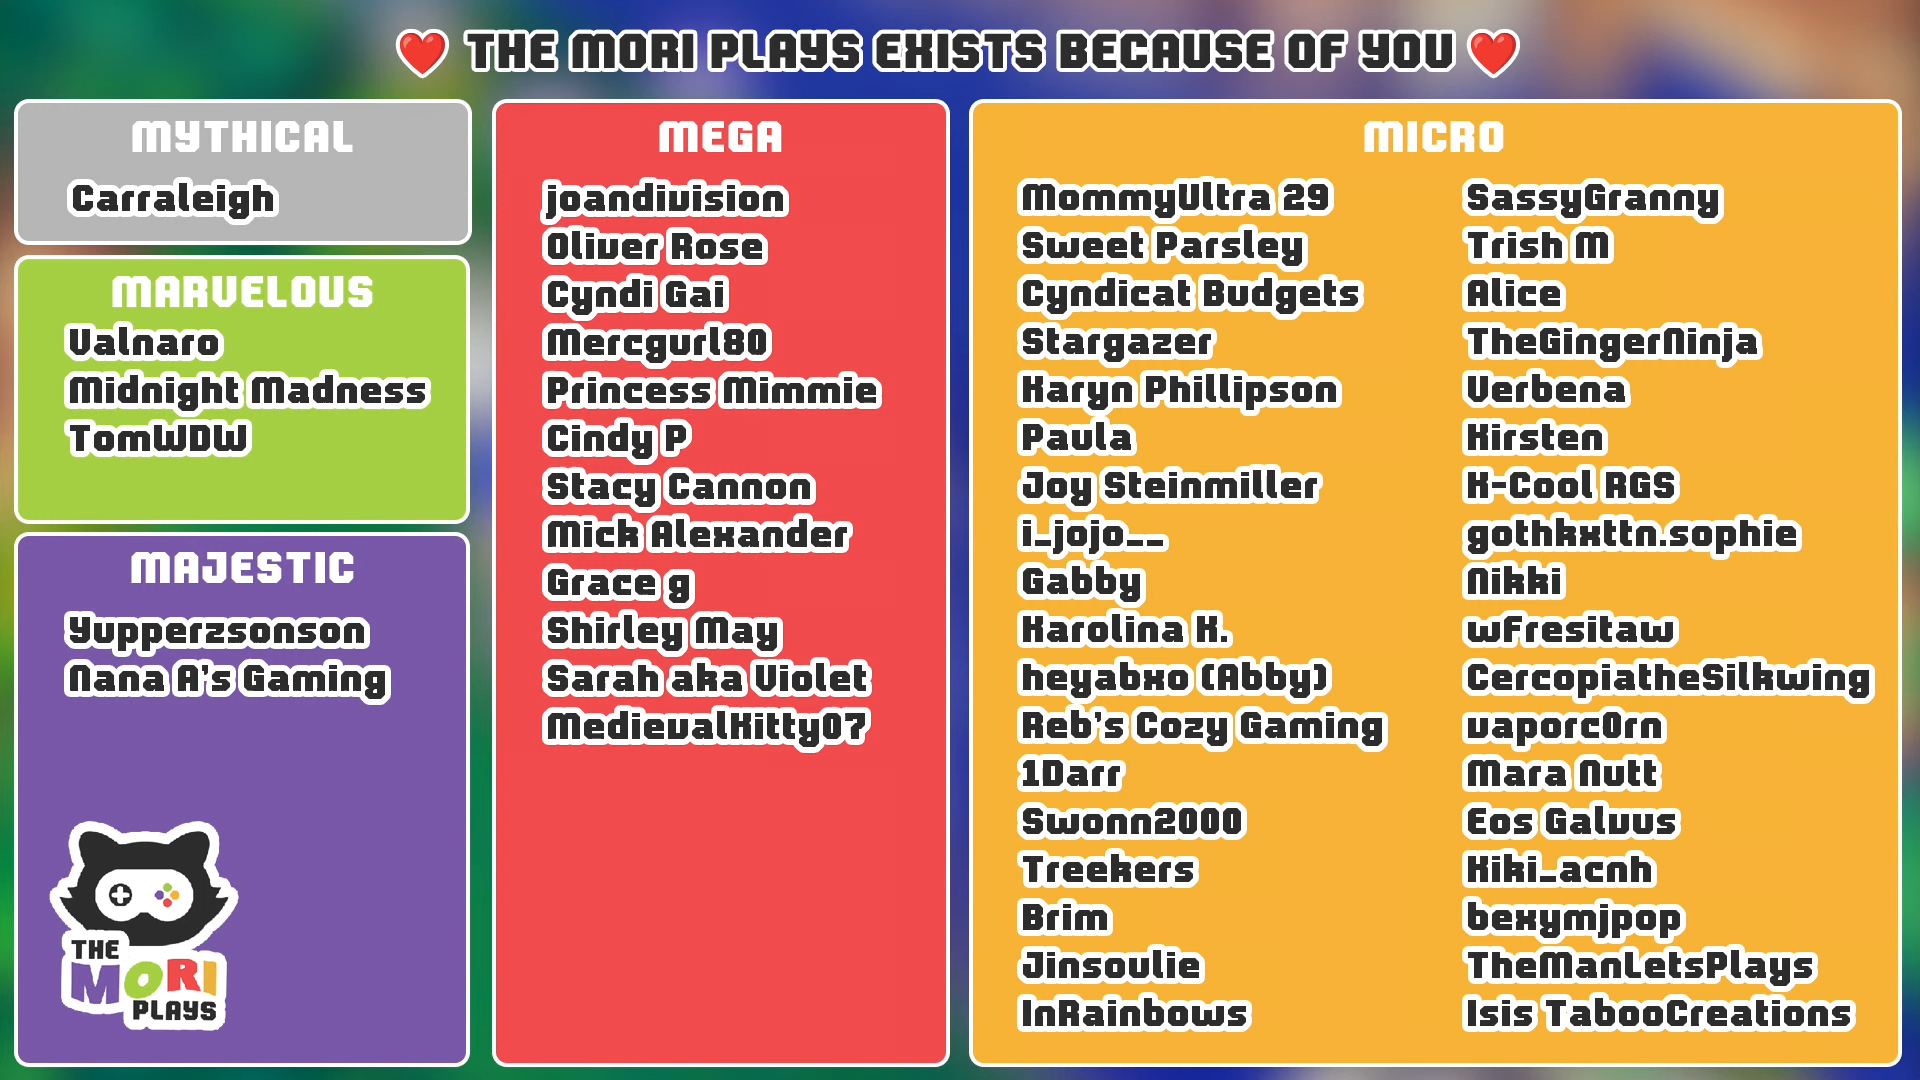 THE MORI PLAYS EXISTS BECAUSE OF YOU
MYTHICAL
Carraleigh
MARVELOUS
Valnaro
Midnight Madness
TomWDW
MAJESTIC
Yupperzsonson
Nana A's Gaming
THE
MORI
PLAYS
MEGA
joandivision
Oliver Rose
Cyndi Gai
Mercgurl80
Princess Mimmie
Cindy P
Stacy Cannon
Mick Alexander
Grace g
Shirley May
Sarah aka Violet
MedievalKitty07
MICRO
MommyUltra 29
Sweet Parsley
Cyndicat Budgets
Stargazer
Karyn Phillipson
Paula
Joy Steinmiller
i_jojo__
Gabby
Karolina K.
heyabxo (Abby)
Reb's Cozy Gaming
1Darr
Swonn2000
Treekers
Brim
Jinsoulie
InRainbows
SassyGranny
Trish M
Alice
TheGingerNinja
Verbena
Kirsten
K-Cool RGS
gothkxttn.sophie
Nikki
wFresitaw
CercopiatheSilkwing
vaporc0rn
Mara Nutt
Eos Galvus
Kiki_acnh
bexymjpop
TheManLetsPlays
Isis TabooCreations